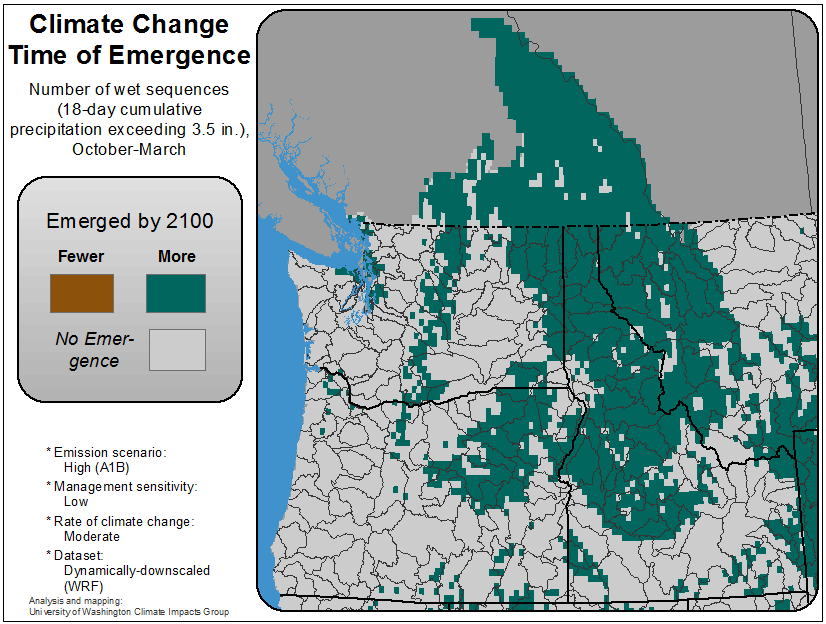 Climate Change
Time of Emergence
Number of wet sequences
(18-day cumulative
precipitation exceeding 3.5 in.),
October-March
Emerged by 2100
Fewer More
No Emer-
gence
* Emission scenario:
High (A1B)
* Management sensitivity:
Low
* Rate of climate change:
Moderate
* Dataset:
Dynamically-downscaled
(WRF)
Analysis and mapping:
University of Washington Climate Impacts Group